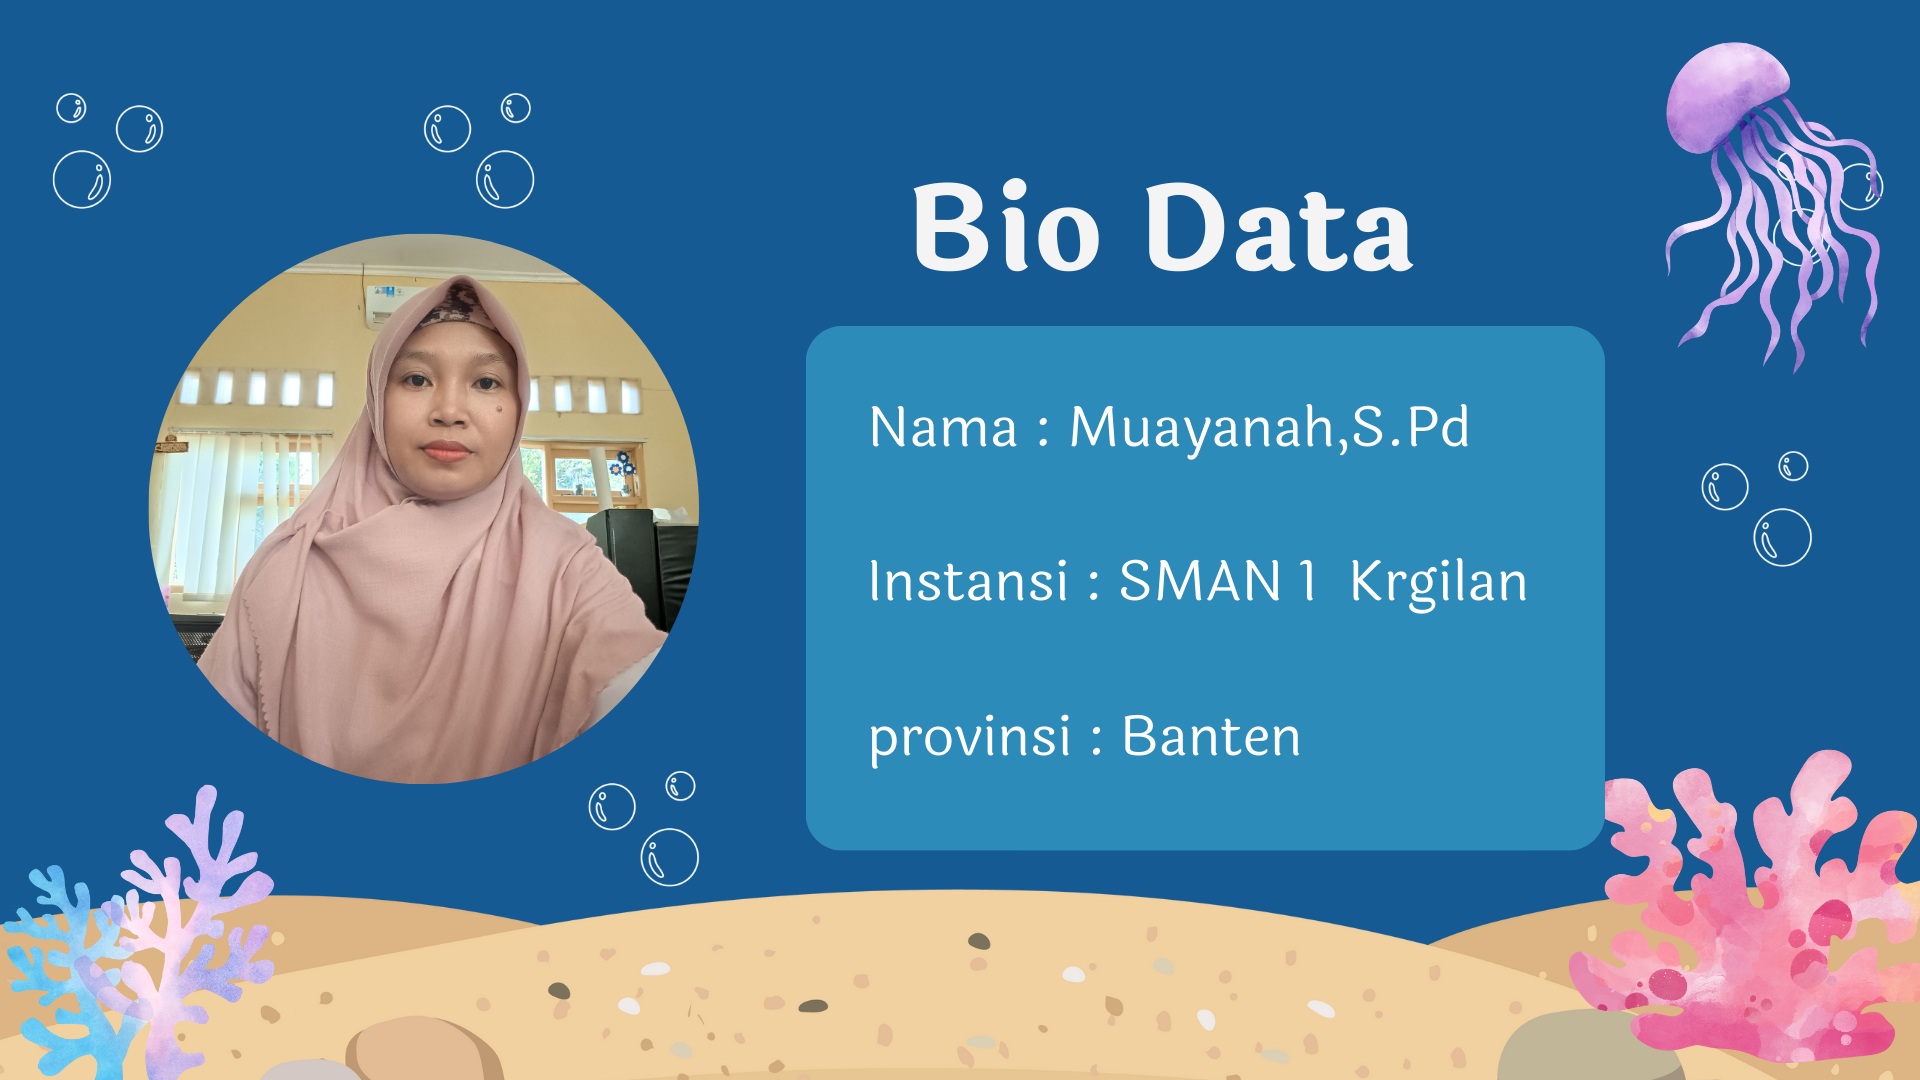 Bio Data
Nama : Muayanah,S.Pd
Instansi : SMAN 1  Krgilan
provinsi : Banten